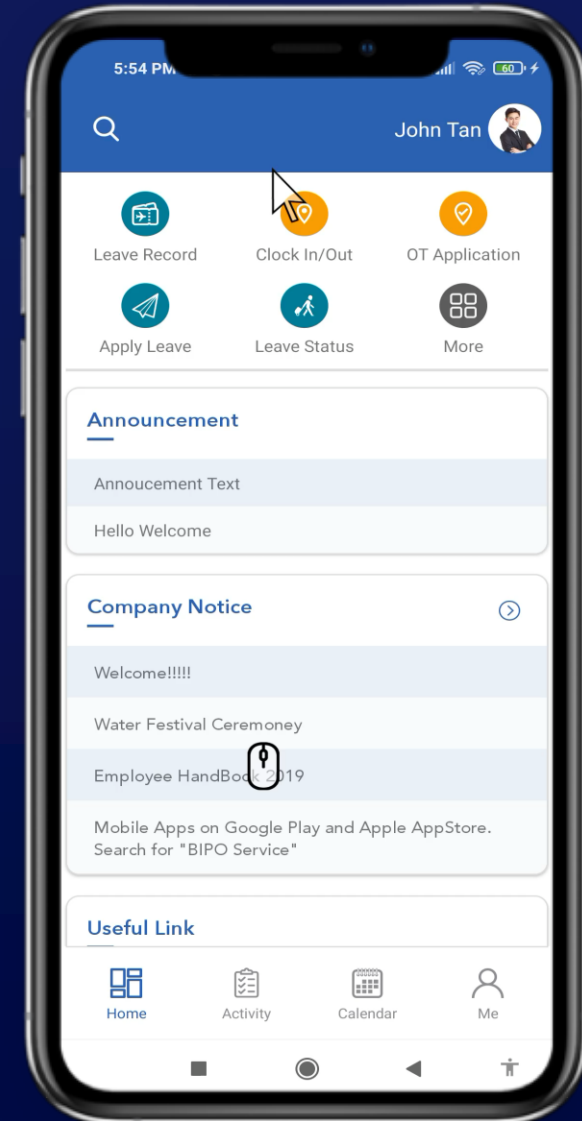 5:54 PM
60
John Tan
Leave Record
Clock In/Out
OT Application
Apply Leave
Leave Status
More
Announcement
Annoucement Text
Hello Welcome
Company Notice
Welcome!!!!!
Water Festival Ceremoney
Employee HandBook 2019
Mobile Apps on Google Play and Apple AppStore.
Search for "BIPO Service"
Useful Link
Home
Activity
Calendar
Me